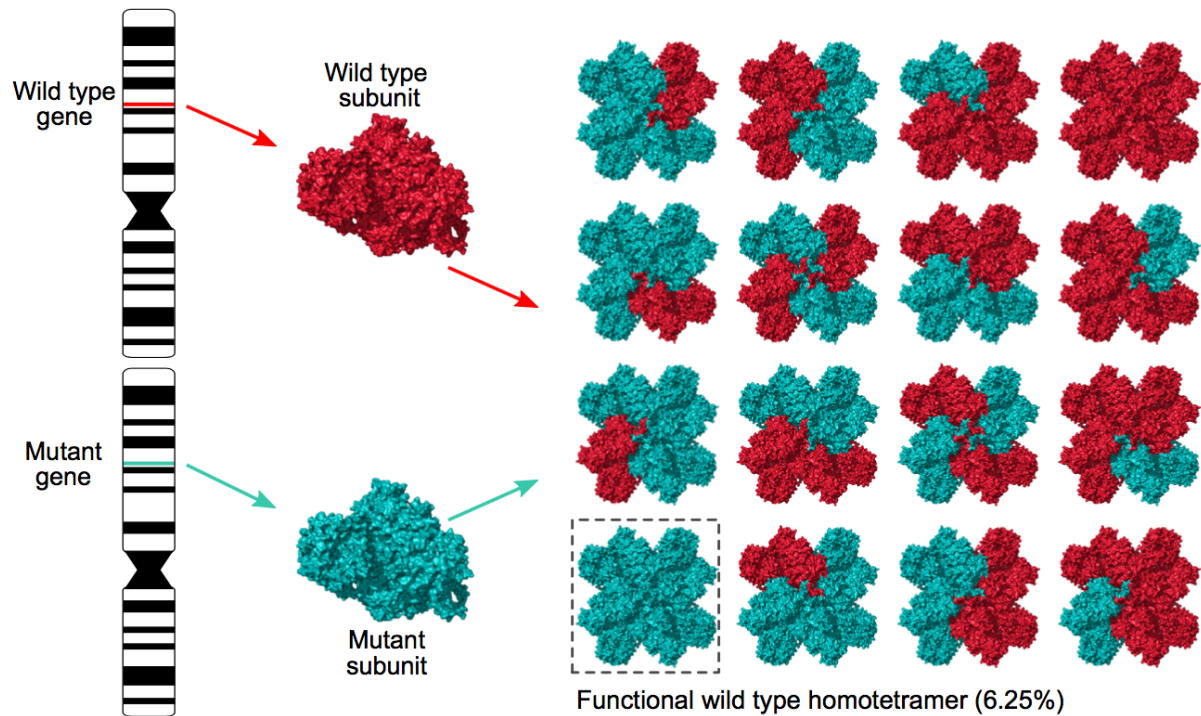 Wild type
gene
Wild type
subunit
Mutant
gene
Mutant
subunit
Functional wild type homotetramer (6.25%)